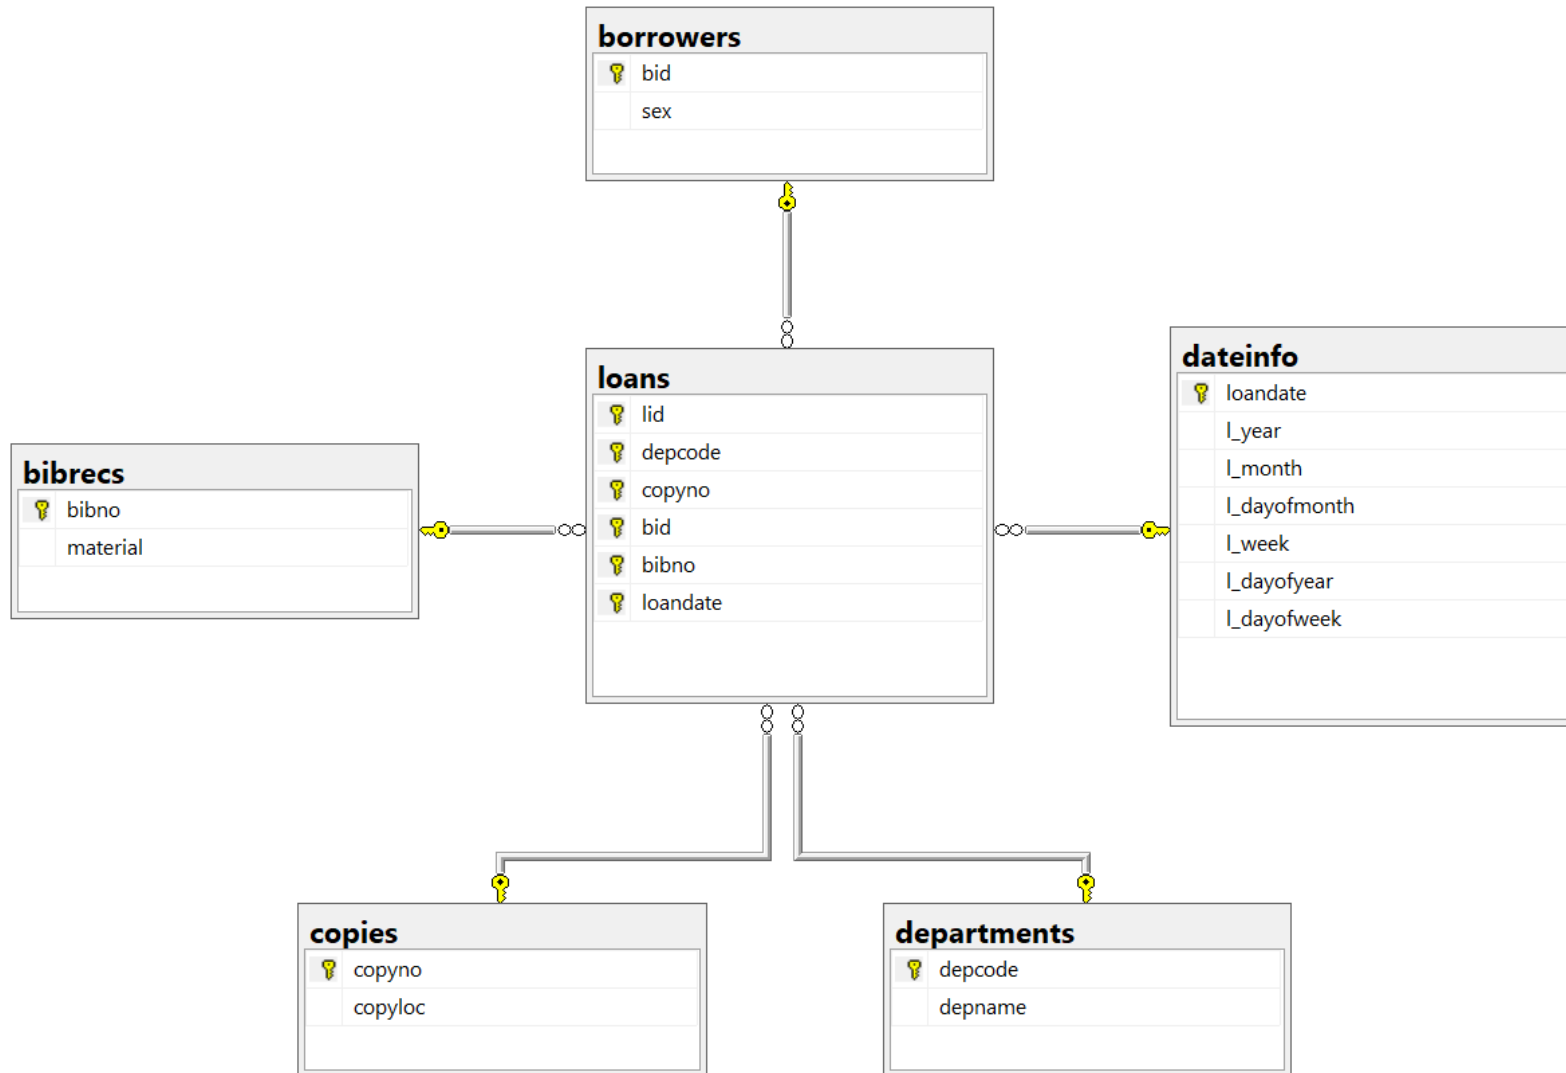 borrowers
bid
sex
loans
lid
depcode
copyno
bid
bibno
loandate
dateinfo
loandate
l_year
l_month
l_dayofmonth
l_week
l_dayofyear
l_dayofweek
bibrecs
bibno
material
copies
copyno
copyloc
departments
depcode
depname